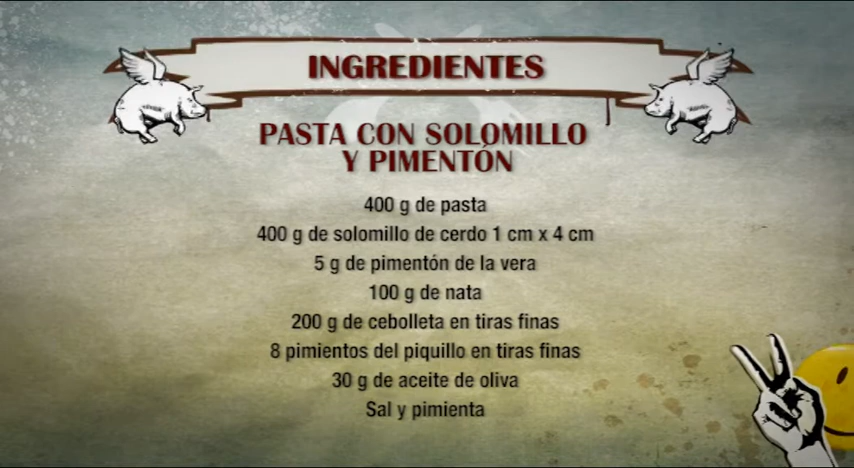 INGREDIENTES
PASTA CON SOLOMILLO
Y PIMENTÓN
400 g de pasta
400 g de solomillo de cerdo 1 cm x 4 cm
5 g de pimentón de la vera
100 g de nata
200 g de cebolleta en tiras finas
8 pimientos del piquillo en tiras finas
30 g de aceite de oliva
Sal y pimienta